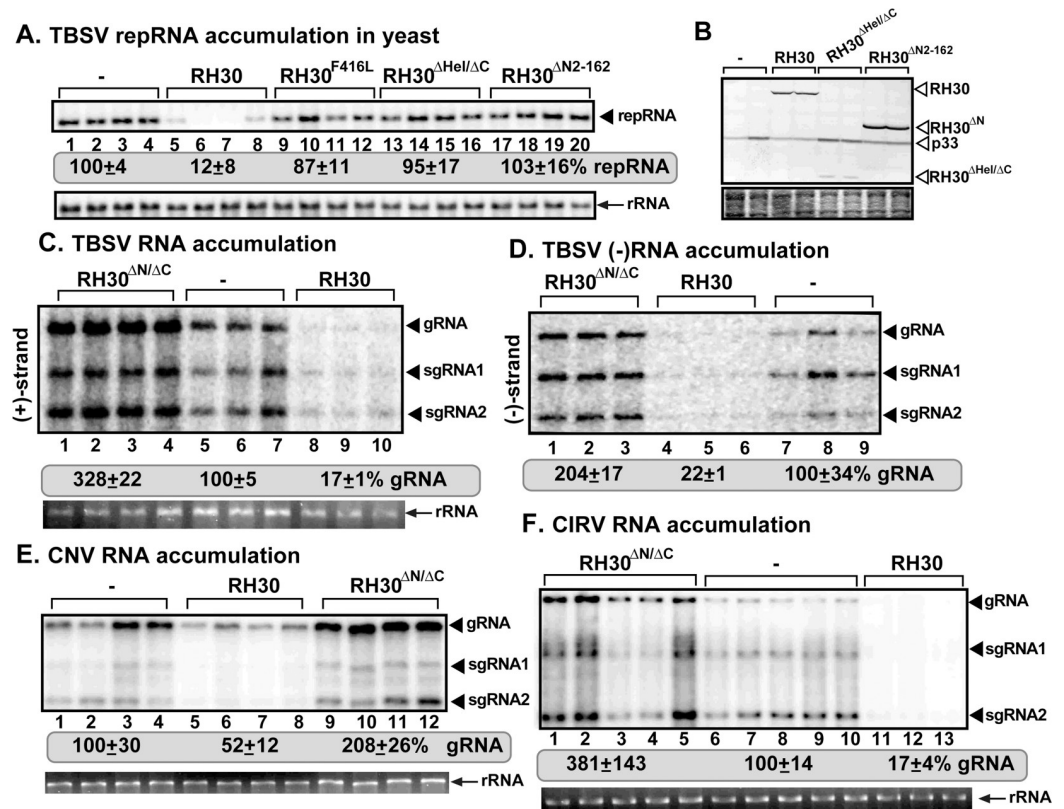 A. TBSV repRNA accumulation in yeast
- RH30 RH30F416L RH30ΔHel/ΔC RH30ΔN2-162
repRNA
1 2 3 4 5 6 7 8 9 10 11 12 13 14 15 16 17 18 19 20
100±4 12±8 87±11 95±17 103±16% repRNA
rRNA
B
- RH30 RH30ΔHel/ΔC RH30ΔN2-162
RH30
RH30ΔN
p33
RH30ΔHel/ΔC
C. TBSV RNA accumulation
RH30ΔN/ΔC - RH30
(+)-strand
gRNA
sgRNA1
sgRNA2
1 2 3 4 5 6 7 8 9 10
328±22 100±5 17±1% gRNA
rRNA
D. TBSV (-)RNA accumulation
RH30ΔN/ΔC RH30 -
(-)-strand
gRNA
sgRNA1
sgRNA2
1 2 3 4 5 6 7 8 9
204±17 22±1 100±34% gRNA
E. CNV RNA accumulation
- RH30 RH30ΔN/ΔC
gRNA
sgRNA1
sgRNA2
1 2 3 4 5 6 7 8 9 10 11 12
100±30 52±12 208±26% gRNA
rRNA
F. CIRV RNA accumulation
RH30ΔN/ΔC - RH30
gRNA
sgRNA1
sgRNA2
1 2 3 4 5 6 7 8 9 10 11 12 13
381±143 100±14 17±4% gRNA
rRNA